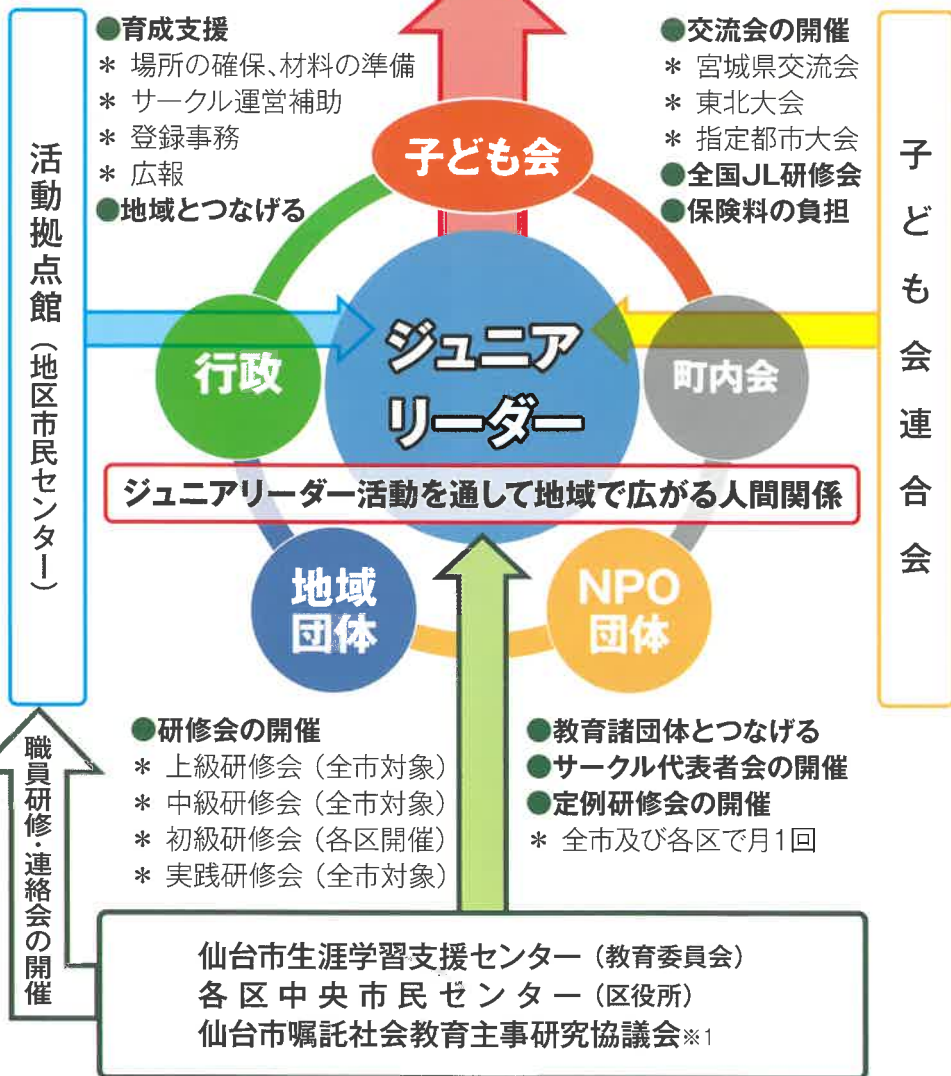 ●育成支援
＊ 場所の確保、材料の準備
＊ サークル運営補助
＊ 登録事務
＊ 広報
●地域とつなげる
●交流会の開催
＊ 宮城県交流会
＊ 東北大会
＊ 指定都市大会
●全国JL研修会
●保険料の負担
活動拠点館（地区市民センター）
子ども会連合会
子ども会
行政
ジュニア
リーダー
町内会
ジュニアリーダー活動を通して地域で広がる人間関係
地域
団体
NPO
団体
●研修会の開催
＊ 上級研修会（全市対象）
＊ 中級研修会（全市対象）
＊ 初級研修会（各区開催）
＊ 実践研修会（全市対象）
●教育諸団体とつなげる
●サークル代表者会の開催
●定例研修会の開催
＊ 全市及び各区で月1回
職員研修・連絡会の開催
仙台市生涯学習支援センター（教育委員会）
各区中央市民センター（区役所）
仙台市嘱託社会教育主事研究協議会※1